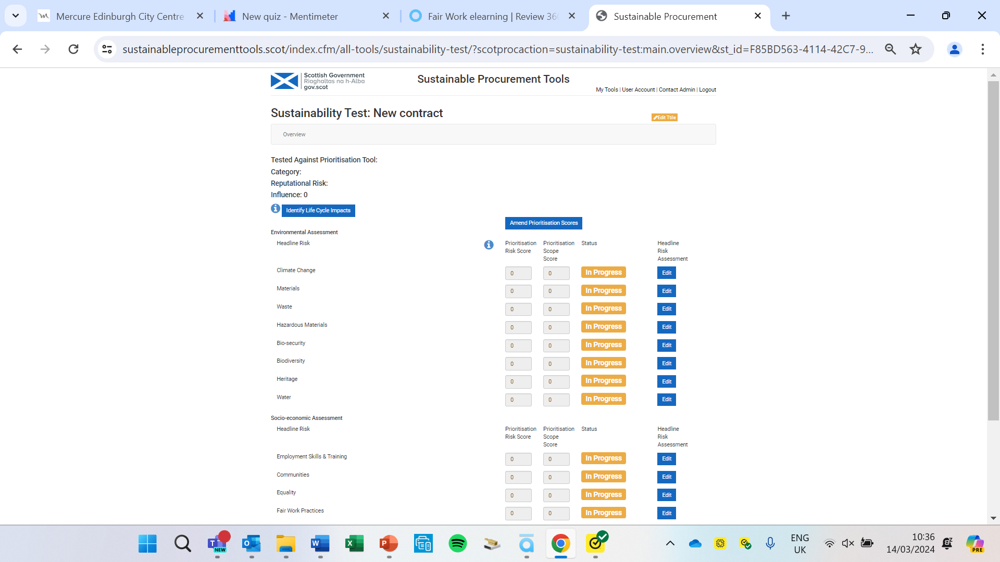 Mercure Edinburgh City Centre
New quiz - Mentimeter
Fair Work elearning | Review 36
Sustainable Procurement
sustainableprocurementtools.scot/index.cfm/all-tools/sustainability-test/?scotprocaction=sustainability-test:main.overview&st_id=F85BD563-4114-42C7-9...
Scottish Government
Riaghaltas na h-Alba
gov.scot
Sustainable Procurement Tools
My Tools | User Account | Contact Admin | Logout
Sustainability Test: New contract
Edit Ttile
Overview
Tested Against Prioritisation Tool:
Category:
Reputational Risk:
Influence: 0
Identify Life Cycle Impacts
Amend Prioritisation Scores
Environmental Assessment
Headline Risk
Prioritisation Risk Score
Prioritisation Scope Score
Status
Headline Risk Assessment
Climate Change 0 0 In Progress Edit
Materials 0 0 In Progress Edit
Waste 0 0 In Progress Edit
Hazardous Materials 0 0 In Progress Edit
Bio-security 0 0 In Progress Edit
Biodiversity 0 0 In Progress Edit
Heritage 0 0 In Progress Edit
Water 0 0 In Progress Edit
Socio-economic Assessment
Headline Risk
Prioritisation Risk Score
Prioritisation Scope Score
Status
Headline Risk Assessment
Employment Skills & Training 0 0 In Progress Edit
Communities 0 0 In Progress Edit
Equality 0 0 In Progress Edit
Fair Work Practices 0 0 In Progress Edit
T
NEW
O
W
X
P
ENG
UK
10:36
14/03/2024
PRE